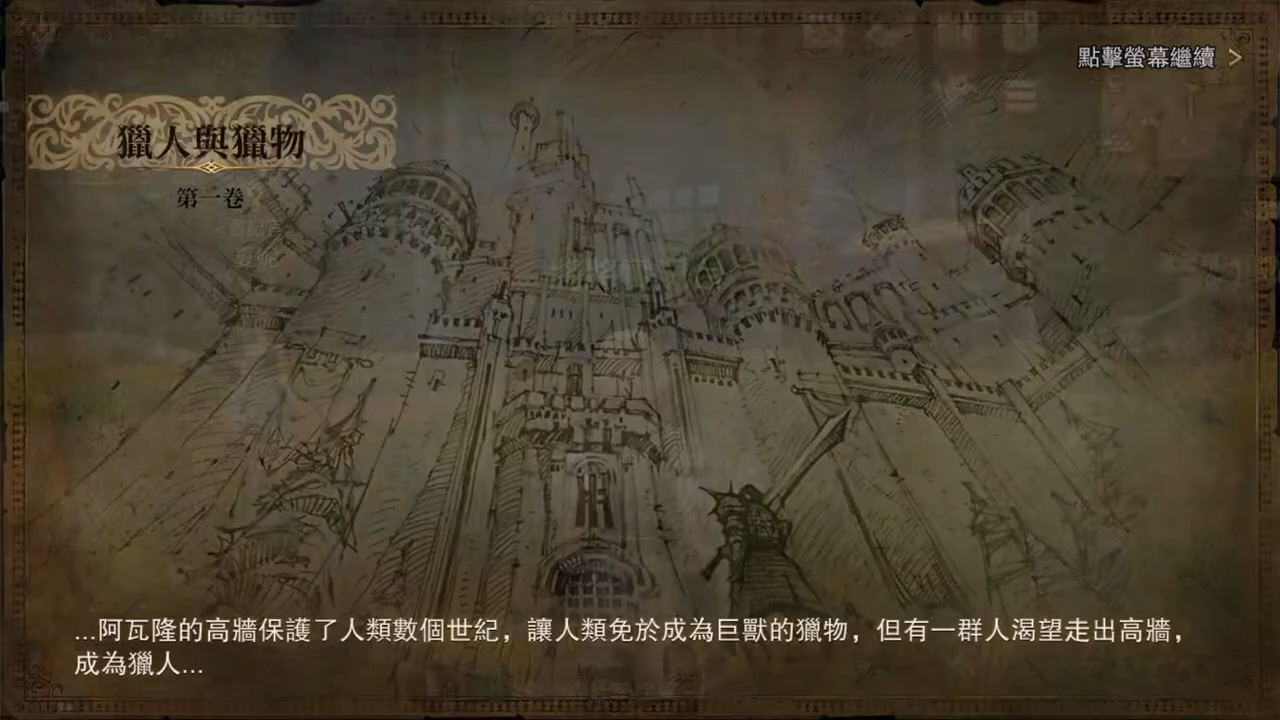 點擊螢幕繼續 >
獵人與獵物
第一卷
...阿瓦隆的高牆保護了人類數個世紀，讓人類免於成為巨獸的獵物，但有一群人渴望走出高牆，
成為獵人...